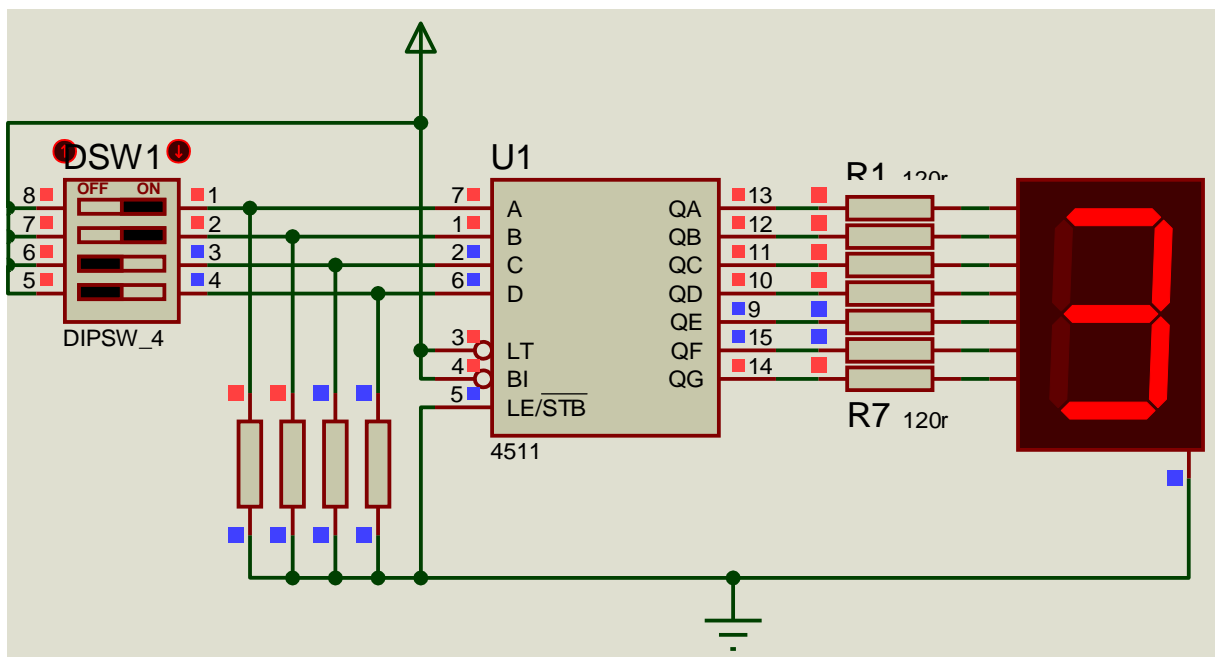 DSW1
U1
R1 120r
OFF ON
8 1
7 2
6 3
5 4
DIPSW_4
7 A QA 13
1 B QB 12
2 C QC 11
6 D QD 10
QE 9
3 LT QF 15
4 BI QG 14
5 LE/STB
4511
R7 120r